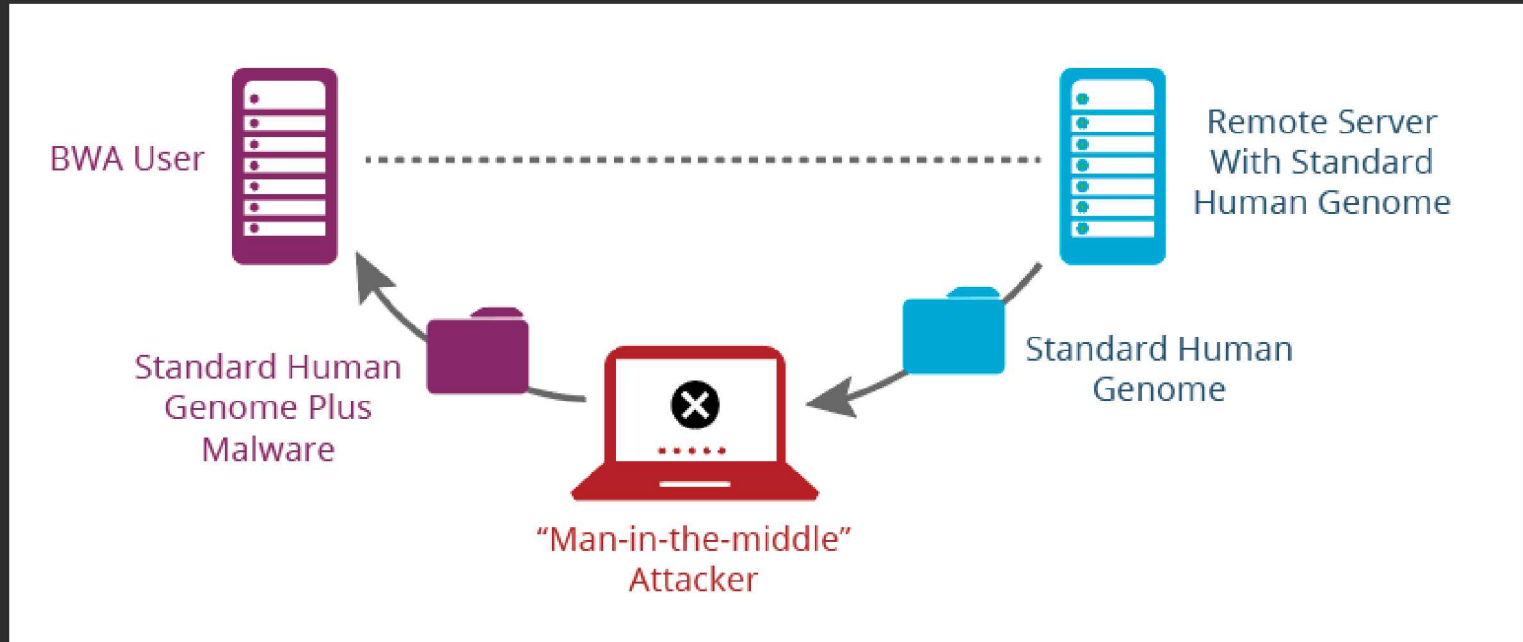 BWA User
Remote Server
With Standard
Human Genome
Standard Human
Genome Plus
Malware
Standard Human
Genome
“Man-in-the-middle”
Attacker